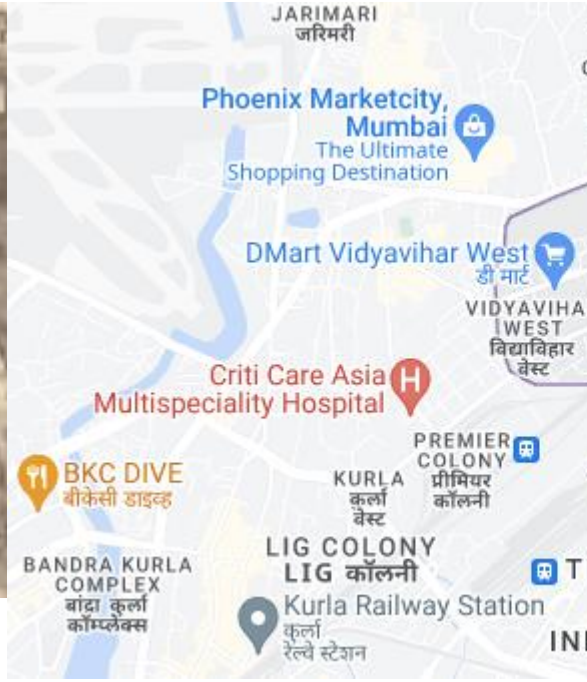 JARIMARI
जरिमरी
Phoenix Marketcity,
Mumbai
The Ultimate
Shopping Destination
DMart Vidyavihar West
डी मार्ट
VIDYAVIHA
WEST
विद्याविहार
वेस्ट
Criti Care Asia
Multispeciality Hospital
H
PREMIER
COLONY
प्रीमियर
कॉलनी
BKC DIVE
बीकेसी डाइव्ह
KURLA
कुर्ला
वेस्ट
LIG COLONY
LIG कॉलनी
BANDRA KURLA
COMPLEX
बांद्रा कुर्ला
कॉम्प्लेक्स
T
Kurla Railway Station
कुर्ला
रेल्वे स्टेशन
INI